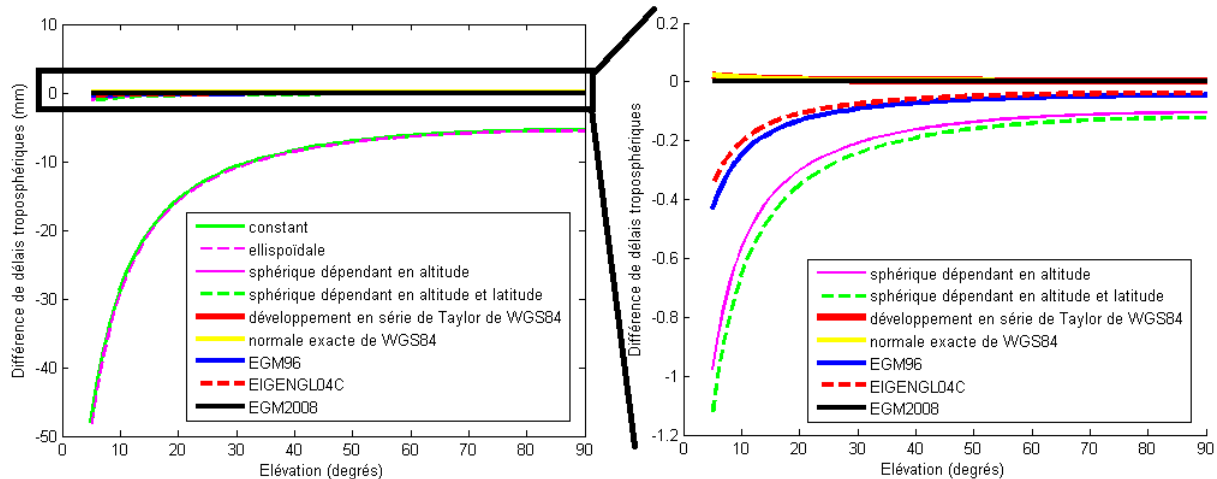 10
0
-10
-20
-30
-40
-50
0 10 20 30 40 50 60 70 80 90
Différence de délais troposphériques (mm)
Elévation (degrés)
constant
ellispoïdale
sphérique dépendant en altitude
sphérique dépendant en altitude et latitude
développement en série de Taylor de WGS84
normale exacte de WGS84
EGM96
EIGENGL04C
EGM2008
0.2
0
-0.2
-0.4
-0.6
-0.8
-1
-1.2
0 10 20 30 40 50 60 70 80 90
Différence de délais troposphériques
Elévation (degrés)
sphérique dépendant en altitude
sphérique dépendant en altitude et latitude
développement en série de Taylor de WGS84
normale exacte de WGS84
EGM96
EIGENGL04C
EGM2008